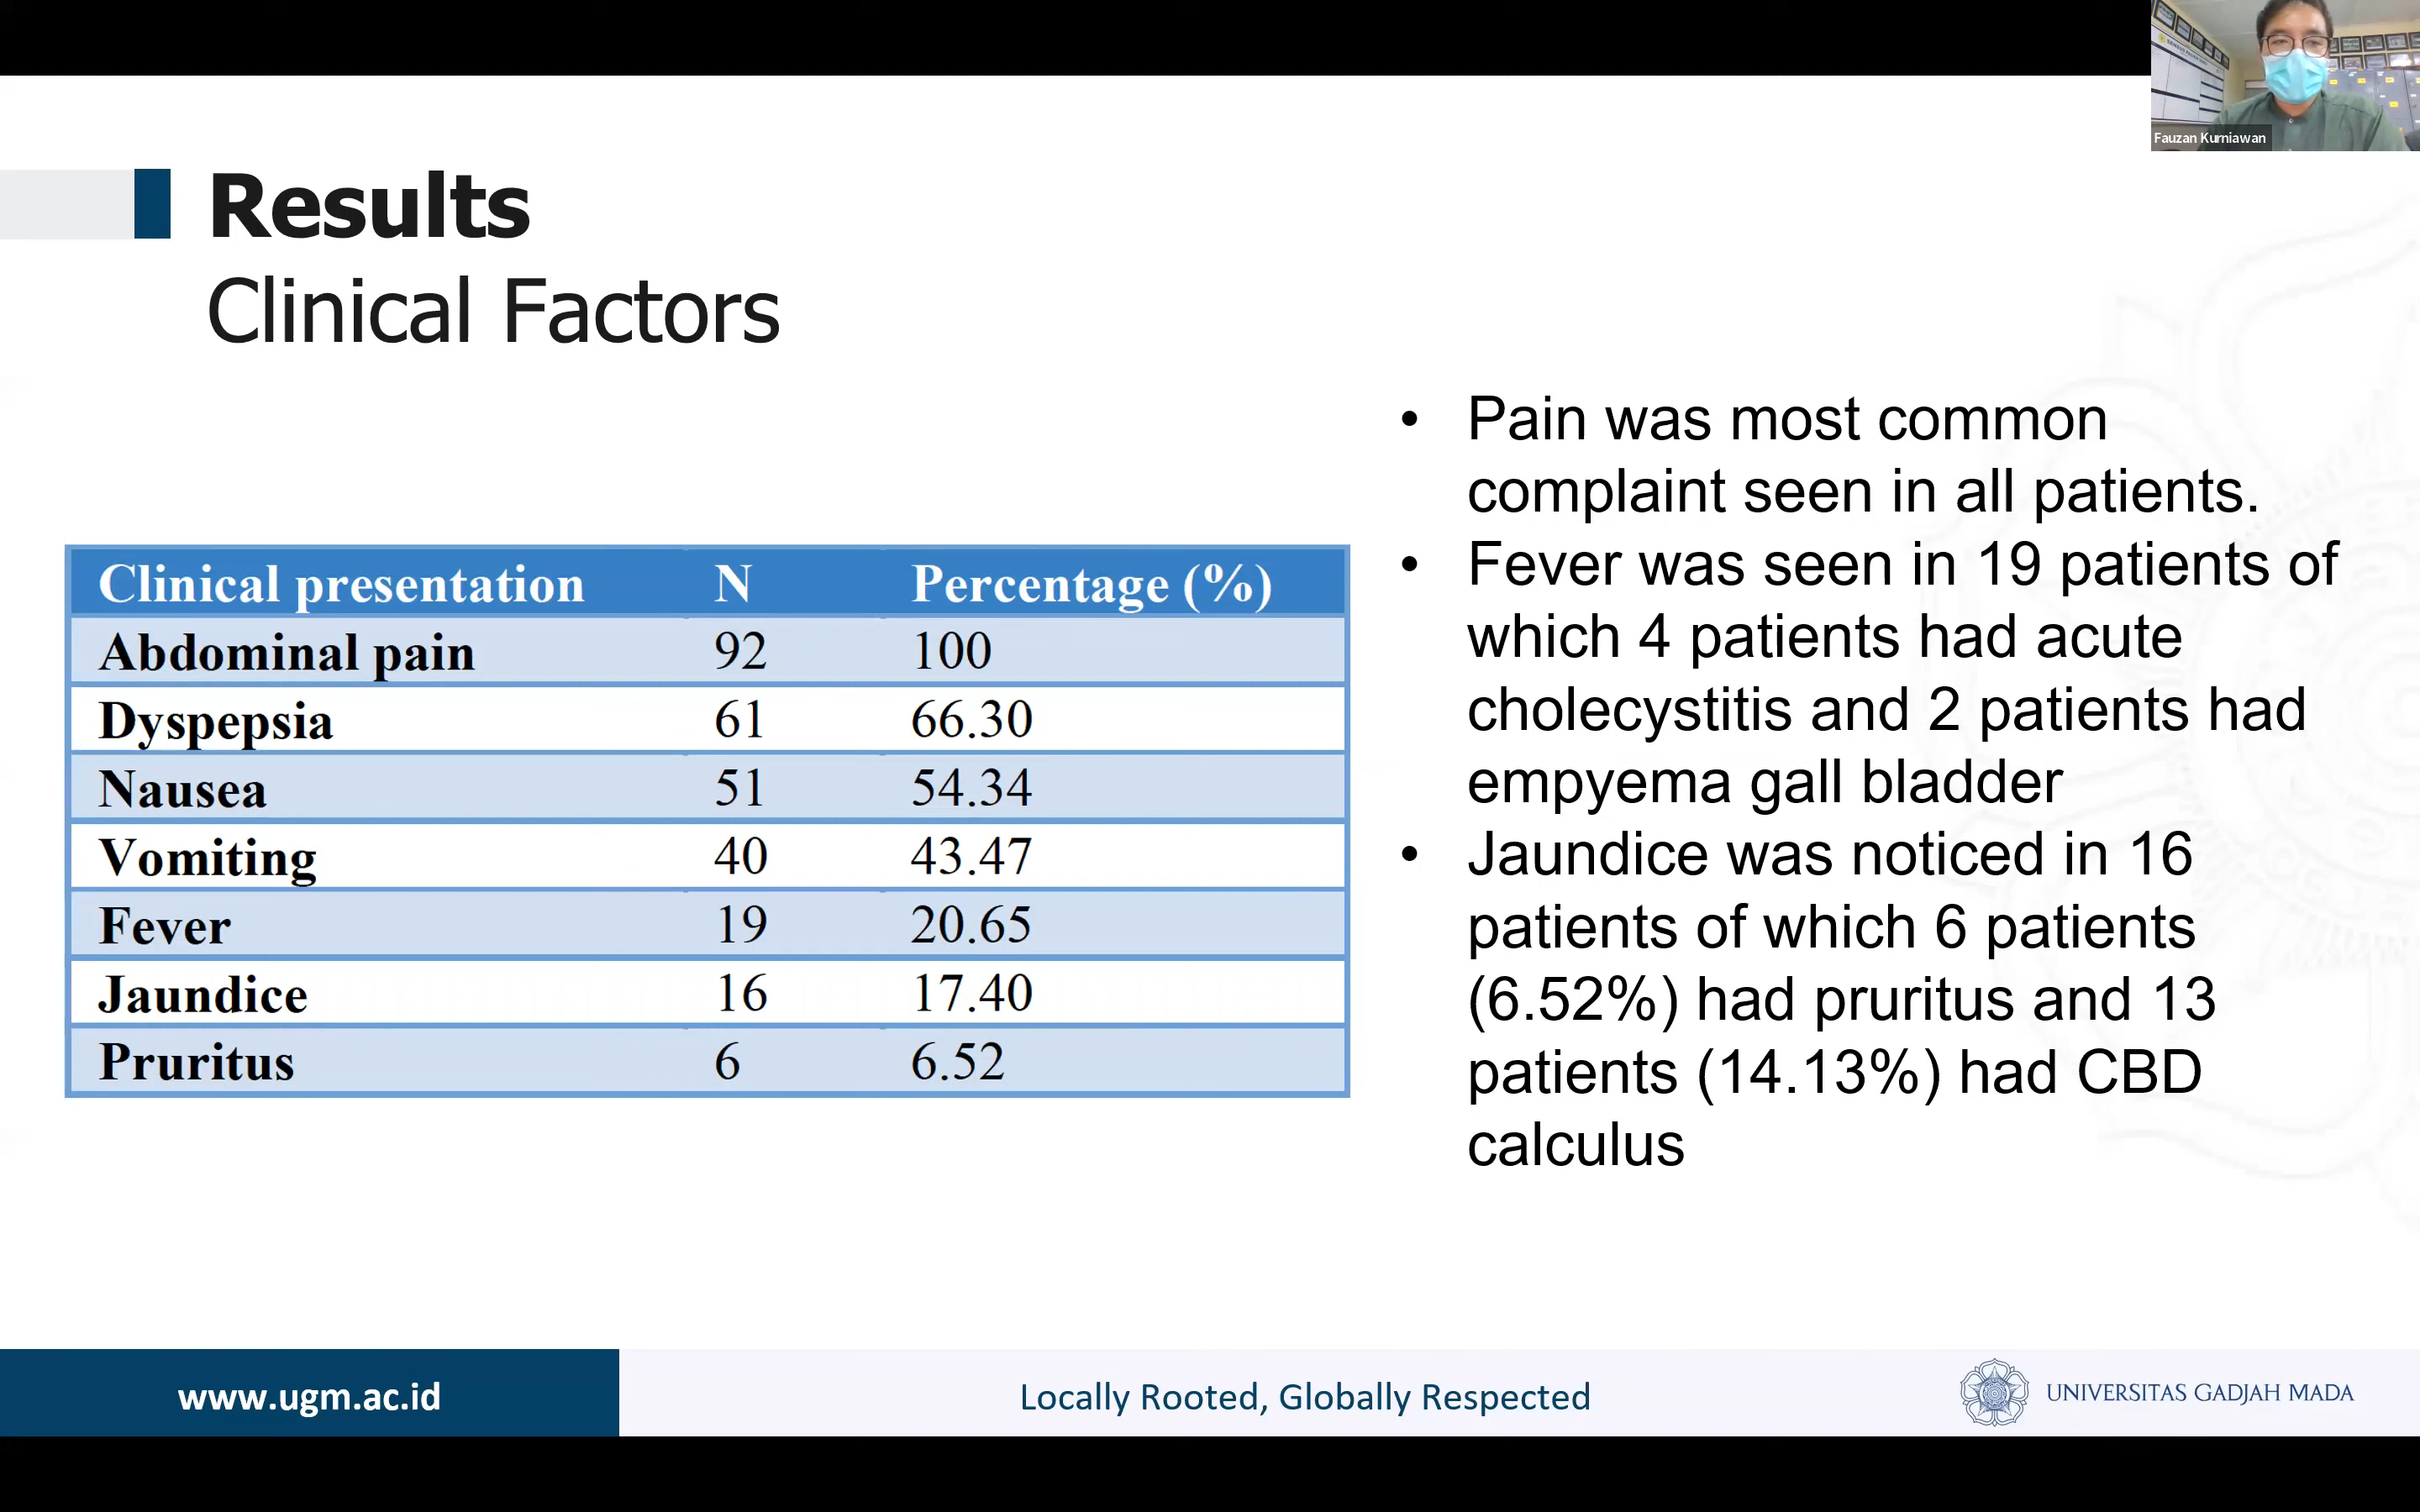 Fauzan Kurniawan
Results
Clinical Factors
Clinical presentation N Percentage (%)
Abdominal pain 92 100
Dyspepsia 61 66.30
Nausea 51 54.34
Vomiting 40 43.47
Fever 19 20.65
Jaundice 16 17.40
Pruritus 6 6.52
• Pain was most common
complaint seen in all patients.
• Fever was seen in 19 patients of
which 4 patients had acute
cholecystitis and 2 patients had
empyema gall bladder
• Jaundice was noticed in 16
patients of which 6 patients
(6.52%) had pruritus and 13
patients (14.13%) had CBD
calculus
www.ugm.ac.id
Locally Rooted, Globally Respected
UNIVERSITAS GADJAH MADA